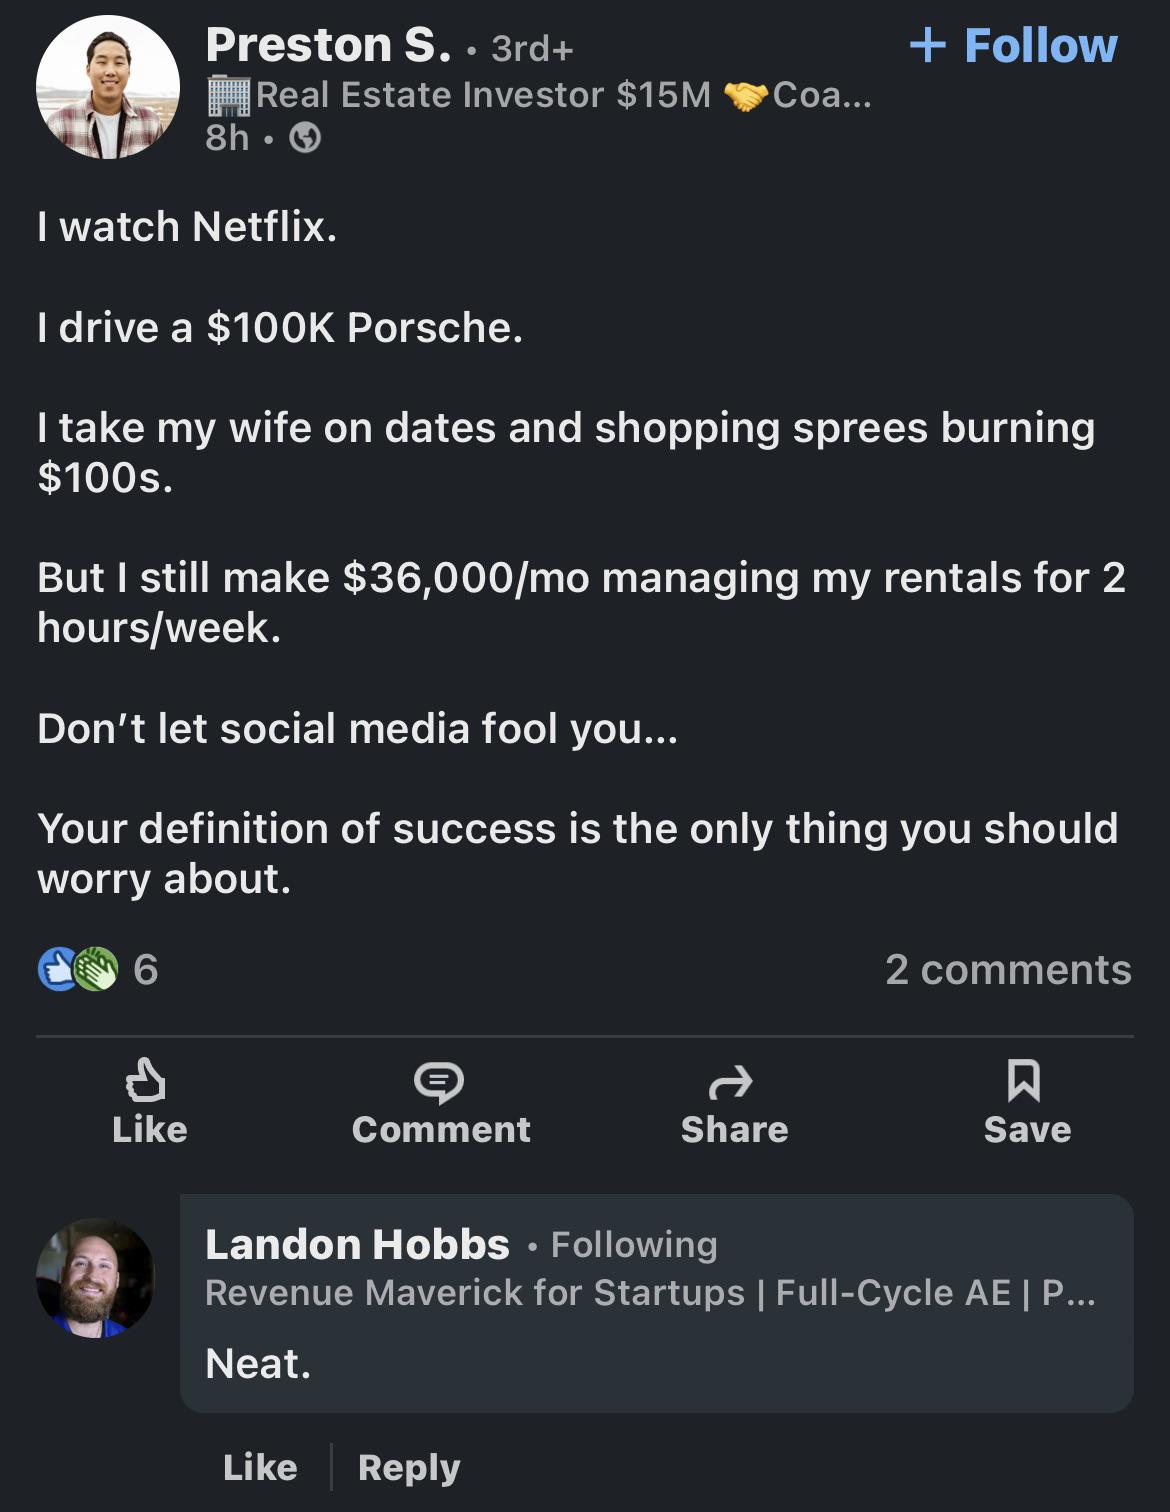 Preston S. • 3rd+
+ Follow
🏢Real Estate Investor $15M 🤝Coa...
8h •
I watch Netflix.
I drive a $100K Porsche.
I take my wife on dates and shopping sprees burning
$100s.
But I still make $36,000/mo managing my rentals for 2
hours/week.
Don’t let social media fool you...
Your definition of success is the only thing you should
worry about.
6
2 comments
Like
Comment
Share
Save
Landon Hobbs • Following
Revenue Maverick for Startups | Full-Cycle AE | P...
Neat.
Like | Reply